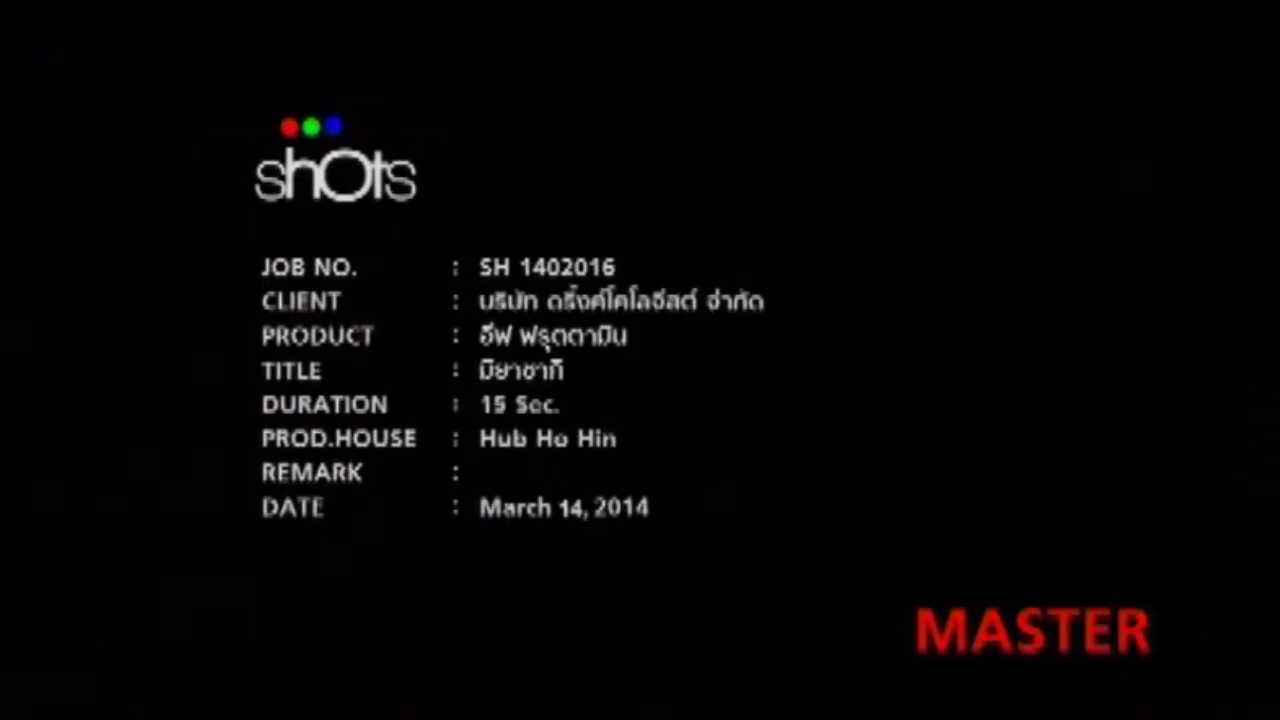 shOts
JOB NO. : SH 1402016
CLIENT : บริษัท ดริ้งค์โคโลจีสต์ จำกัด
PRODUCT : อีฟ ฟรุตตามิน
TITLE : มิยาซากิ
DURATION : 15 Sec.
PROD.HOUSE : Hub Ho Hin
REMARK :
DATE : March 14, 2014
MASTER